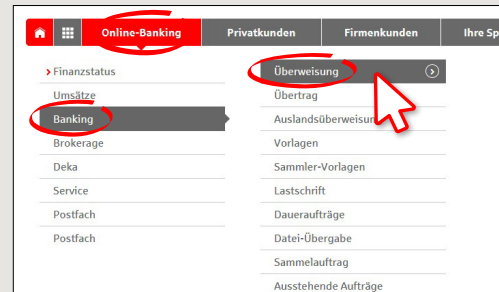 Online-Banking Privatkunden Firmenkunden Ihre Sp
Finanzstatus
Umsätze
Banking
Brokerage
Deka
Service
Postfach
Postfach
Überweisung
Übertrag
Auslandsüberweisun
Vorlagen
Sammler-Vorlagen
Lastschrift
Daueraufträge
Datei-Übergabe
Sammelauftrag
Ausstehende Aufträge